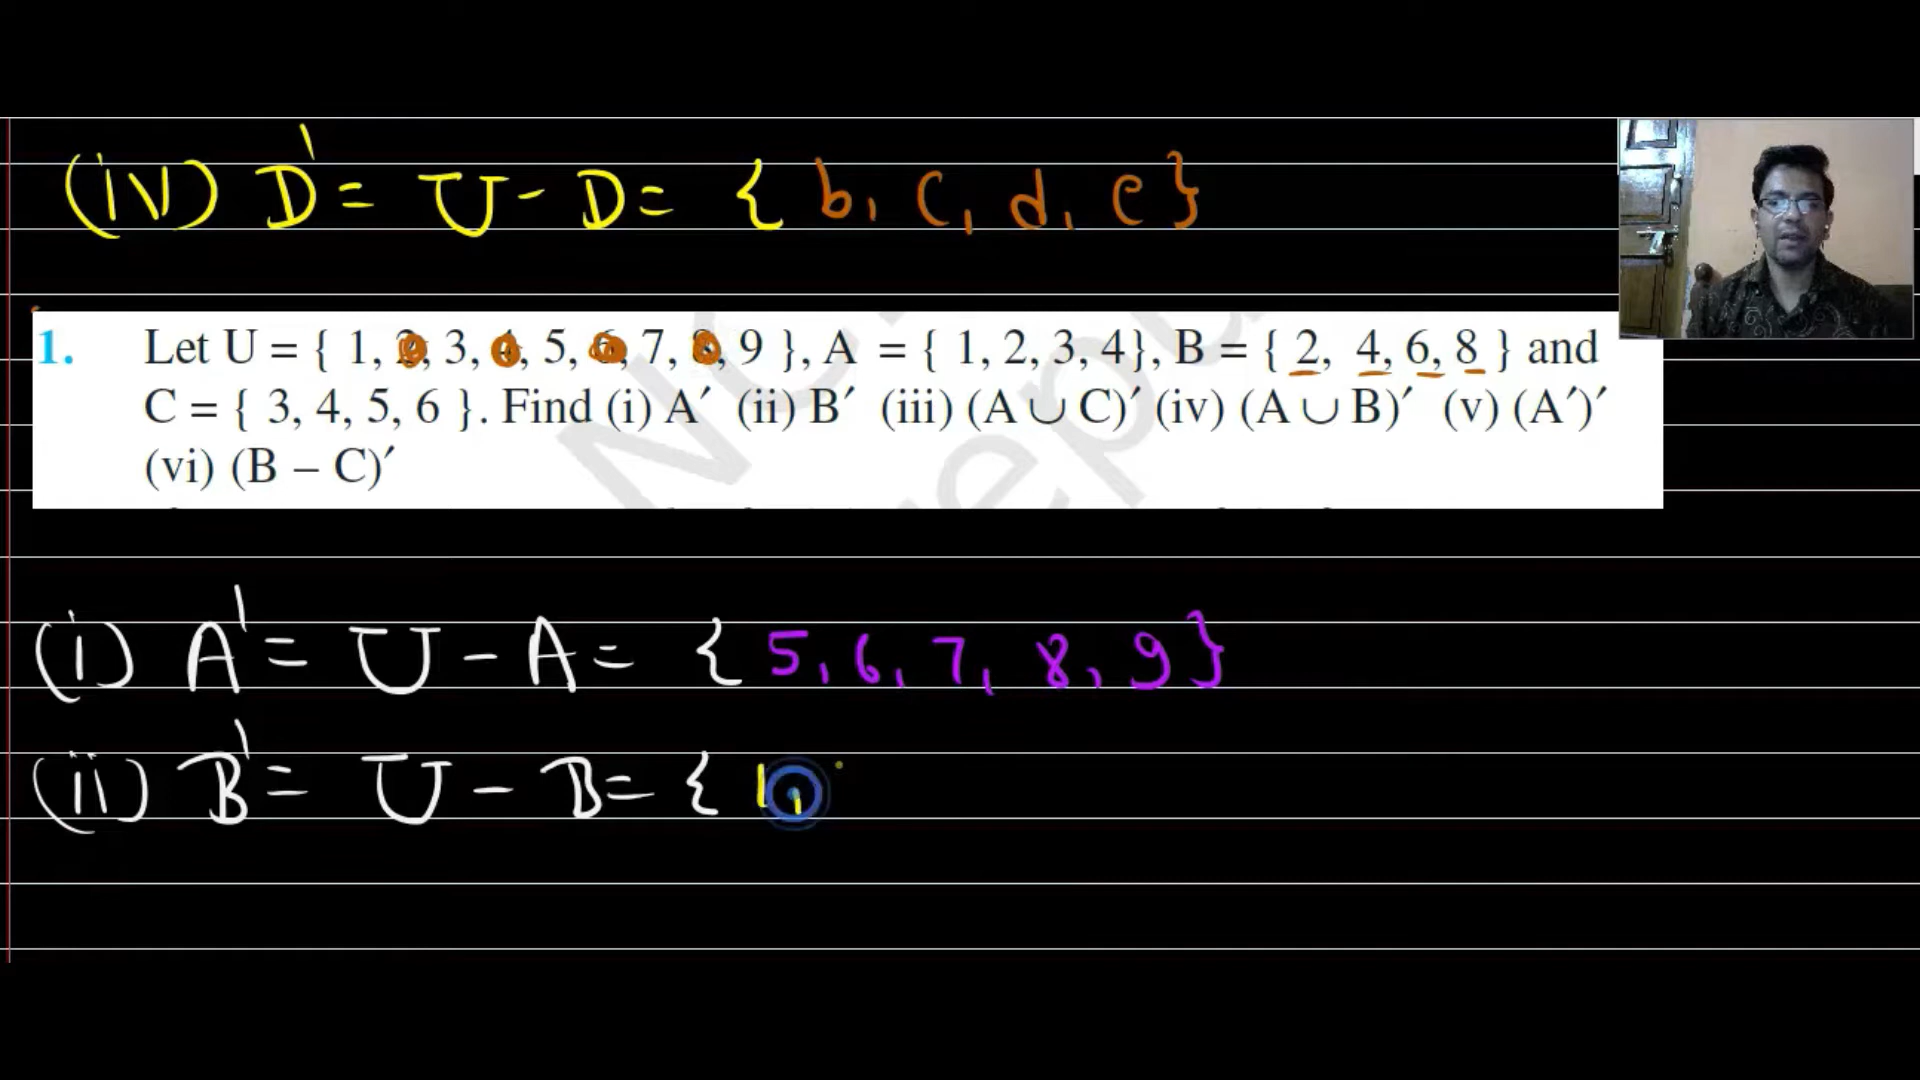 (iv) D' = U - D = { b, c, d, e }
1. Let U = { 1, 2, 3, 4, 5, 6, 7, 8, 9 }, A = { 1, 2, 3, 4}, B = { 2, 4, 6, 8 } and
C = { 3, 4, 5, 6 }. Find (i) A′ (ii) B′ (iii) (A ∪ C)′ (iv) (A ∪ B)′ (v) (A′)′
(vi) (B – C)′
(i) A' = U - A = { 5, 6, 7, 8, 9 }
(ii) B' = U - B = { 1,